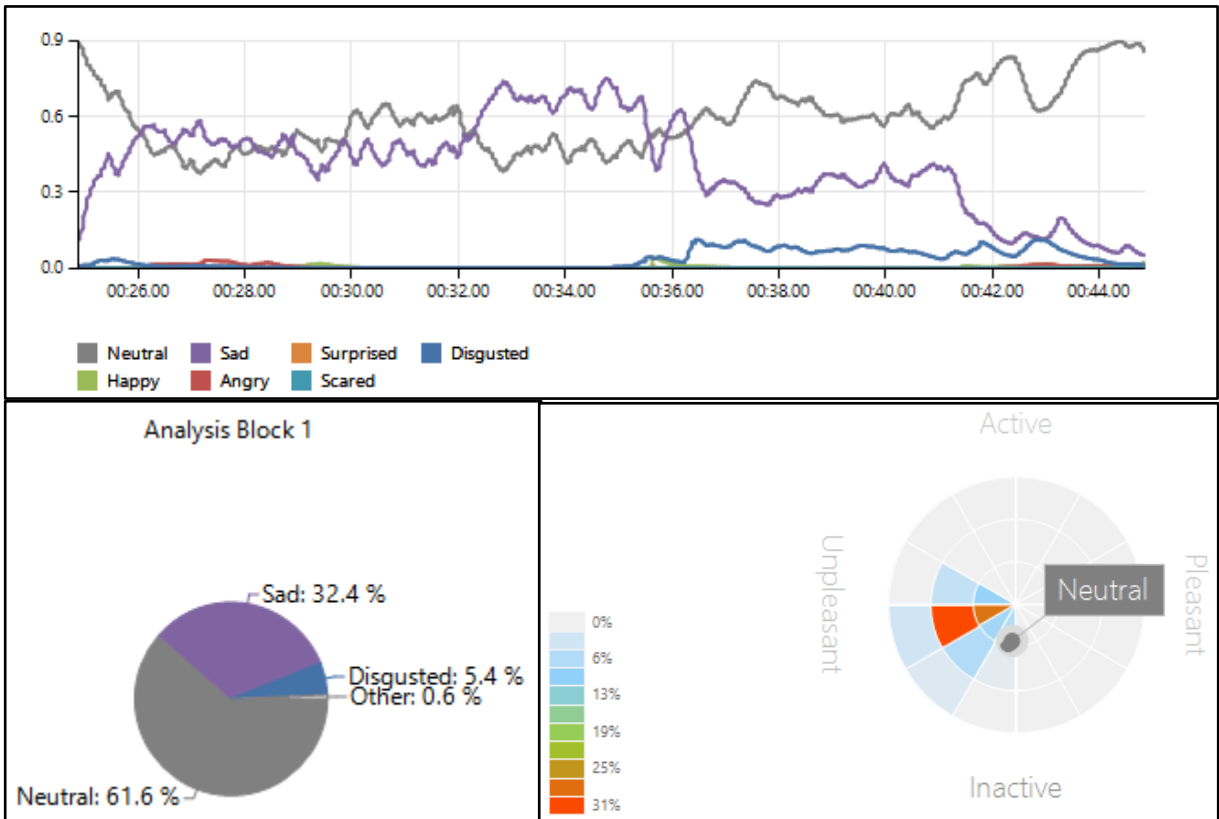 0.9
0.6
0.3
0.0
00:26.00 00:28.00 00:30.00 00:32.00 00:34.00 00:36.00 00:38.00 00:40.00 00:42.00 00:44.00
Neutral Sad Surprised Disgusted
Happy Angry Scared
Analysis Block 1
Sad: 32.4 %
Disgusted: 5.4 %
Other: 0.6 %
Neutral: 61.6 %
Active
Unpleasant
Pleasant
Neutral
Inactive
0%
6%
13%
19%
25%
31%